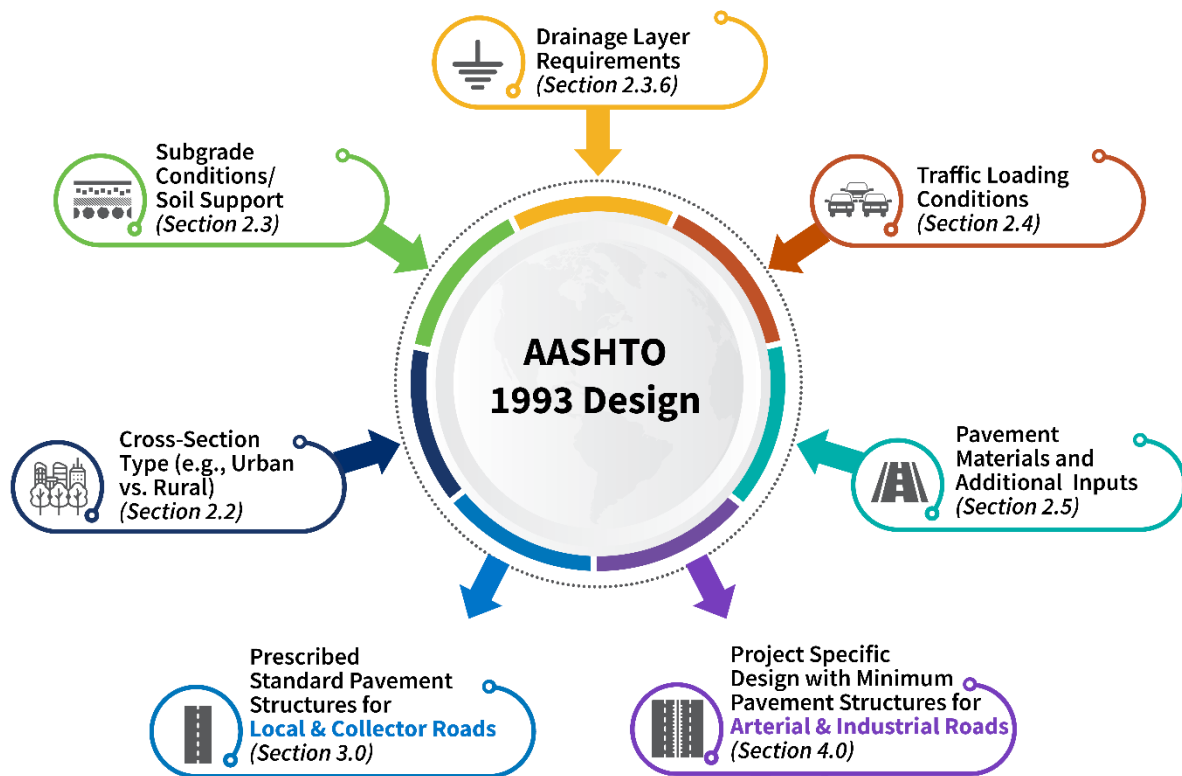 Drainage Layer
Requirements
(Section 2.3.6)
Subgrade
Conditions/
Soil Support
(Section 2.3)
Traffic Loading
Conditions
(Section 2.4)
AASHTO
1993 Design
Cross-Section
Type (e.g., Urban
vs. Rural)
(Section 2.2)
Pavement
Materials and
Additional Inputs
(Section 2.5)
Prescribed
Standard Pavement
Structures for
Local & Collector Roads
(Section 3.0)
Project Specific
Design with Minimum
Pavement Structures for
Arterial & Industrial Roads
(Section 4.0)